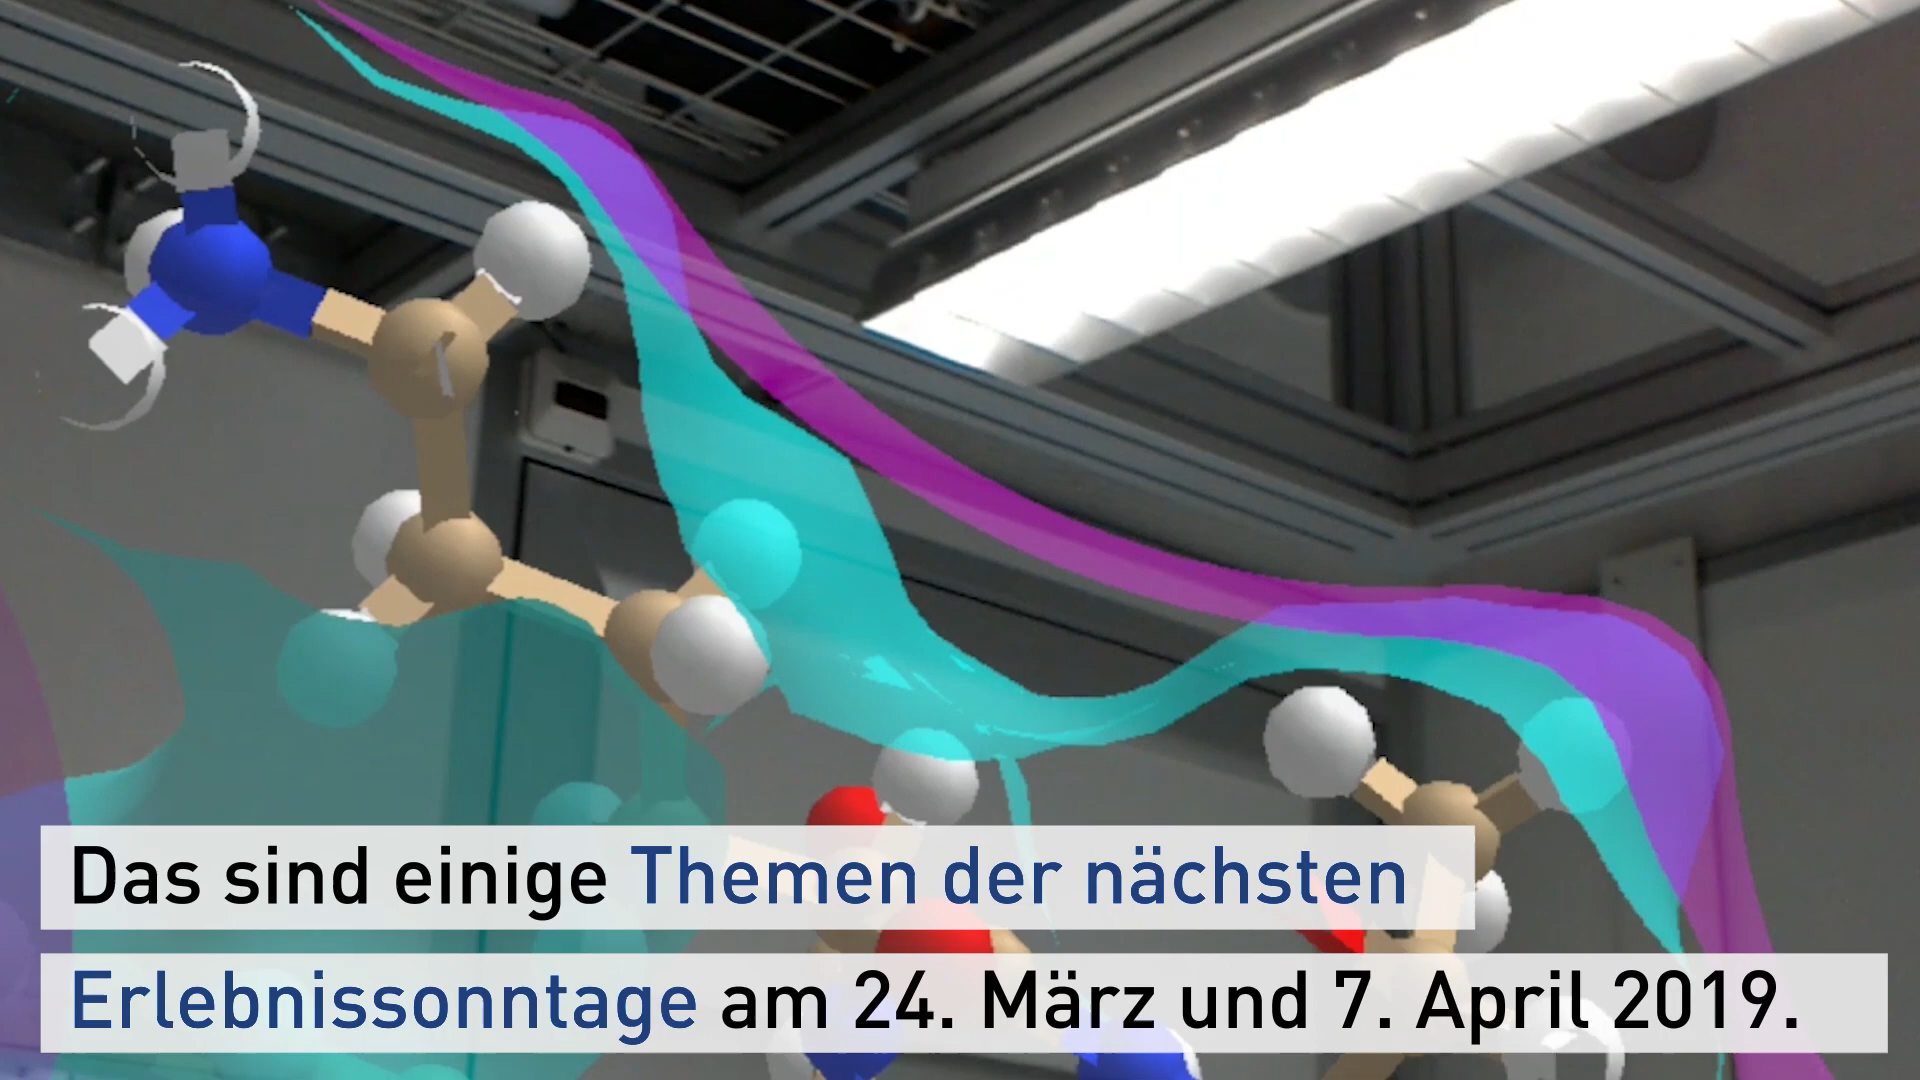 Das sind einige Themen der nächsten
Erlebnissonntage am 24. März und 7. April 2019.